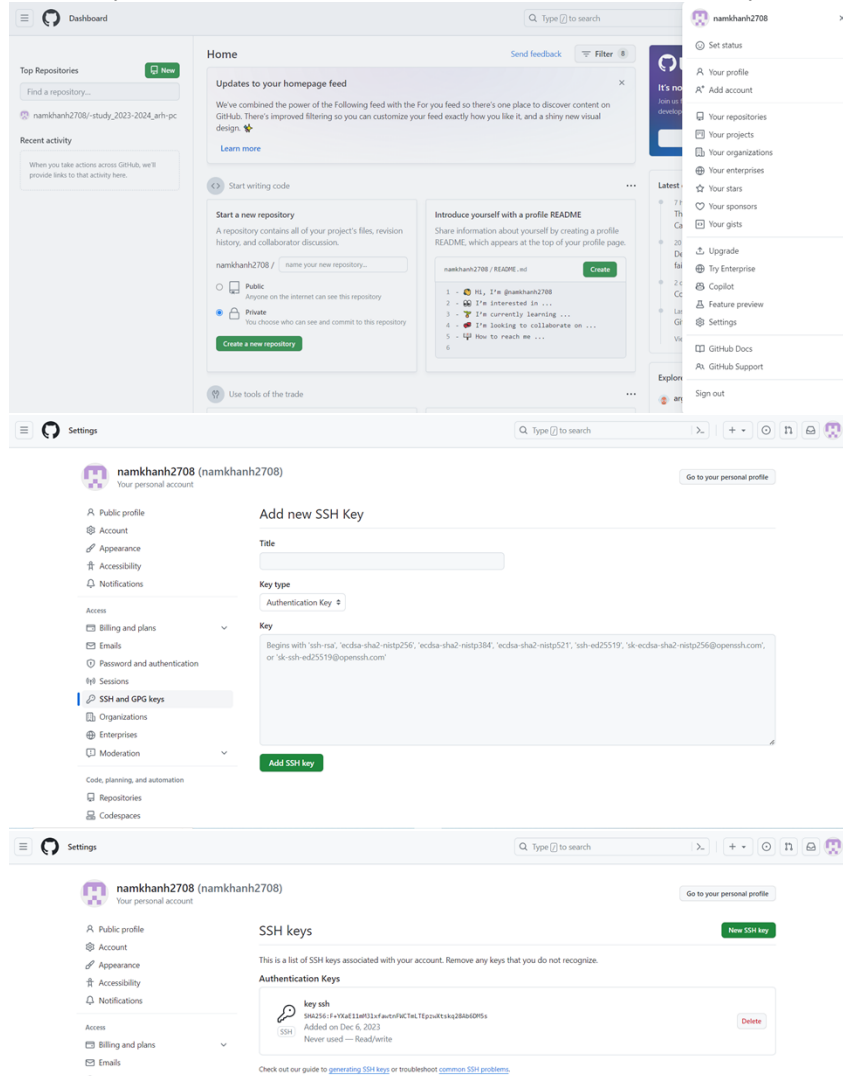 Dashboard
Type / to search
namkhanh2708
Set status
Your profile
Add account
Your repositories
Your projects
Your organizations
Your enterprises
Your stars
Your sponsors
Your gists
Upgrade
Try Enterprise
Copilot
Feature preview
Settings
GitHub Docs
GitHub Support
Sign out
Top Repositories
New
Find a repository...
namkhanh2708/-study_2023-2024_arh-pc
Recent activity
When you take actions across GitHub, we'll
provide links to that activity here.
Home
Send feedback
Filter 8
Updates to your homepage feed
We've combined the power of the Following feed with the For you feed so there's one place to discover content on
GitHub. There's improved filtering so you can customize your feed exactly how you like it, and a shiny new visual
design.
Learn more
Start writing code
Start a new repository
A repository contains all of your project's files, revision
history, and collaborator discussion.
namkhanh2708 / name your new repository...
Public
Anyone on the internet can see this repository
Private
You choose who can see and commit to this repository
Create a new repository
Introduce yourself with a profile README
Share information about yourself by creating a profile
README, which appears at the top of your profile page.
namkhanh2708 / README.md
Create
1 - Hi, I'm @namkhanh2708
2 - I'm interested in ...
3 - I'm currently learning ...
4 - I'm looking to collaborate on ...
5 - How to reach me ...
6
Use tools of the trade
It's no
Join us
develop
Latest
Explor
Settings
Type / to search
namkhanh2708 (namkhanh2708)
Your personal account
Go to your personal profile
Public profile
Account
Appearance
Accessibility
Notifications
Access
Billing and plans
Emails
Password and authentication
Sessions
SSH and GPG keys
Organizations
Enterprises
Moderation
Code, planning, and automation
Repositories
Codespaces
Add new SSH Key
Title
Key type
Authentication Key
Key
Begins with 'ssh-rsa', 'ecdsa-sha2-nistp256', 'ecdsa-sha2-nistp384', 'ecdsa-sha2-nistp521', 'ssh-ed25519', 'sk-ecdsa-sha2-nistp256@openssh.com',
or 'sk-ssh-ed25519@openssh.com'
Add SSH key
Settings
Type / to search
namkhanh2708 (namkhanh2708)
Your personal account
Go to your personal profile
Public profile
Account
Appearance
Accessibility
Notifications
Access
Billing and plans
Emails
SSH keys
New SSH key
This is a list of SSH keys associated with your account. Remove any keys that you do not recognize.
Authentication Keys
key ssh
SSH
Added on Dec 6, 2023
Never used — Read/write
Delete
Check out our guide to generating SSH keys or troubleshoot common SSH problems.